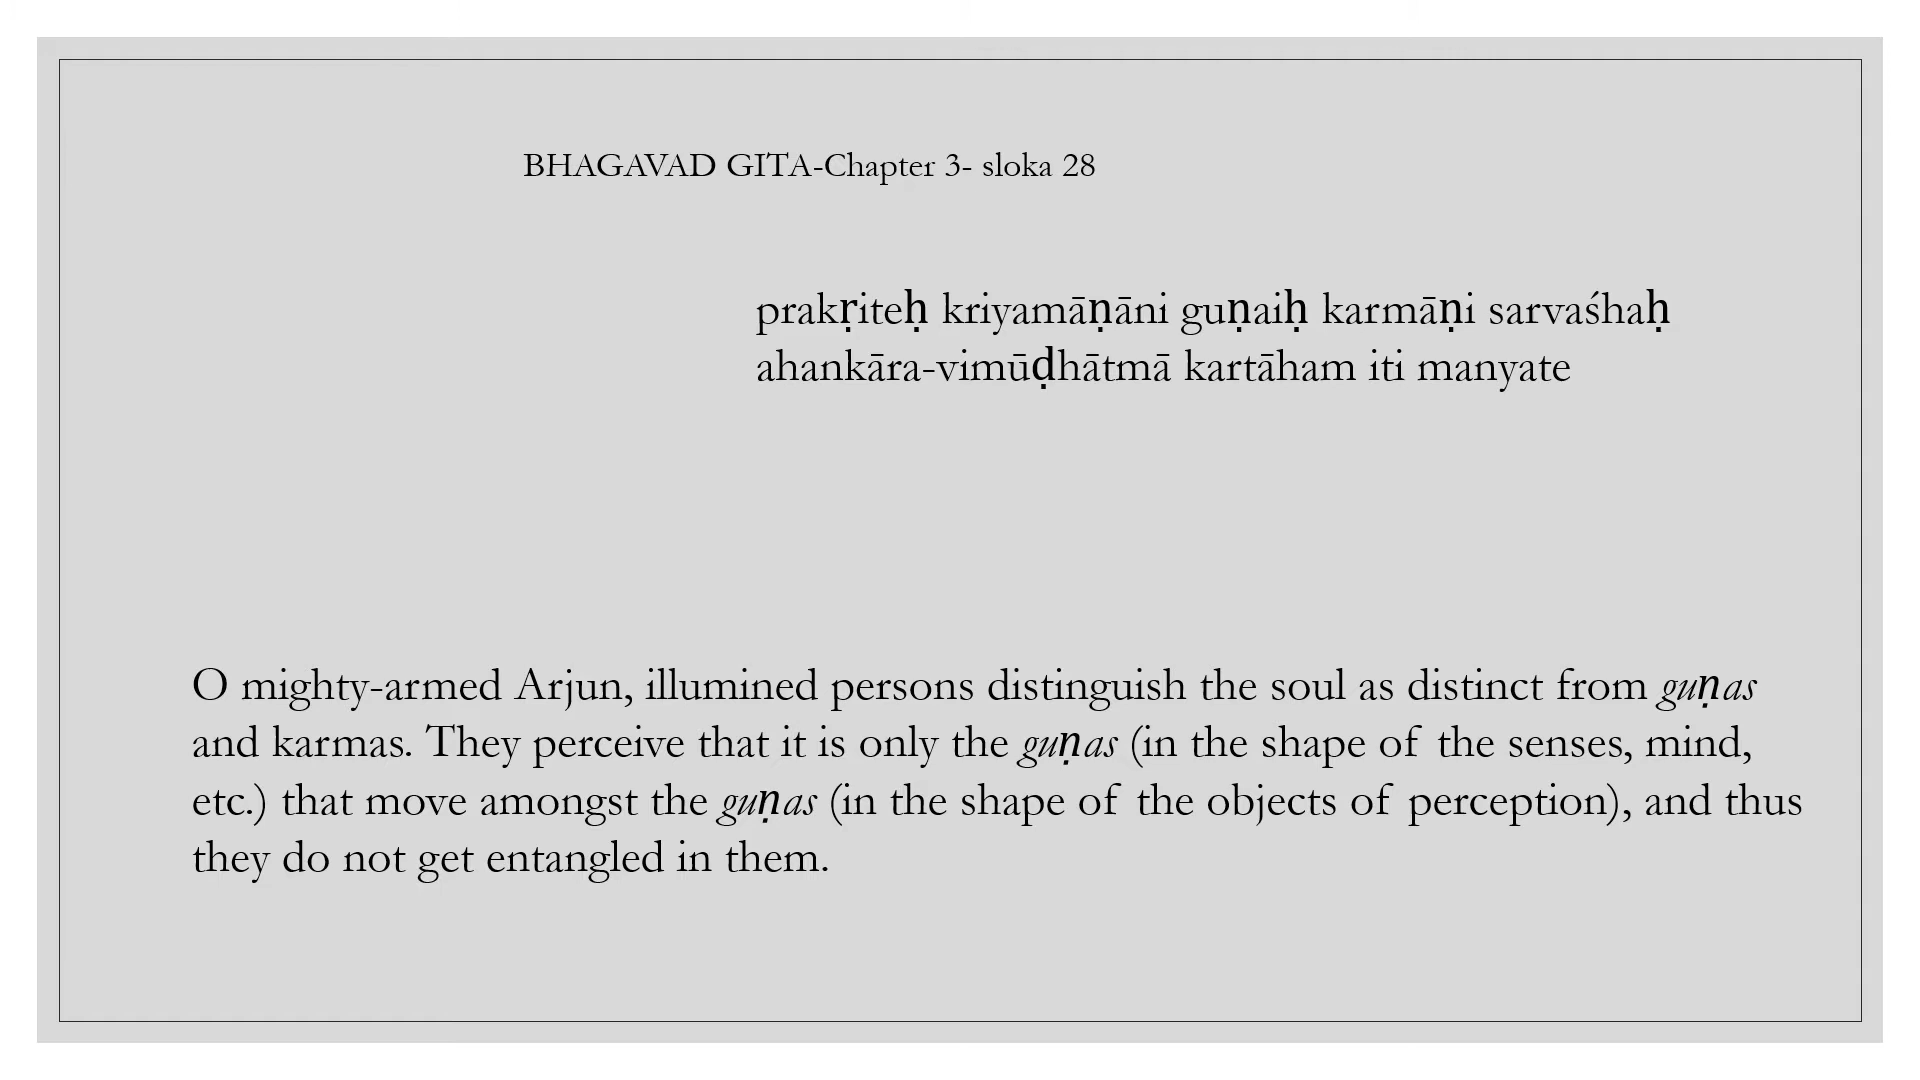 BHAGAVAD GITA-Chapter 3- sloka 28
prakṛiteḥ kriyamāṇāni guṇaiḥ karmāṇi sarvaśhaḥ
ahankāra-vimūḍhātmā kartāham iti manyate
O mighty-armed Arjun, illumined persons distinguish the soul as distinct from guṇas
and karmas. They perceive that it is only the guṇas (in the shape of the senses, mind,
etc.) that move amongst the guṇas (in the shape of the objects of perception), and thus
they do not get entangled in them.